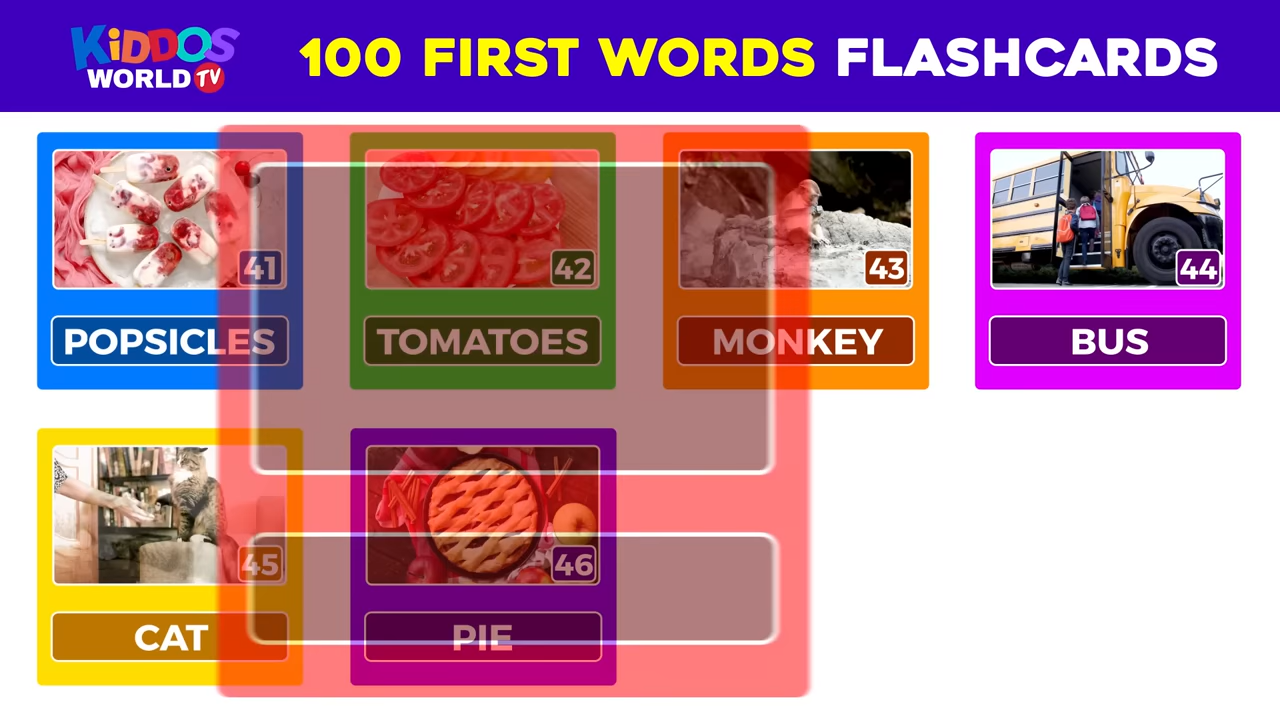 KiDDOS
WORLD TV
100 FIRST WORDS FLASHCARDS
41
42
43
44
POPSICLES
TOMATOES
MONKEY
BUS
45
46
CAT
PIE